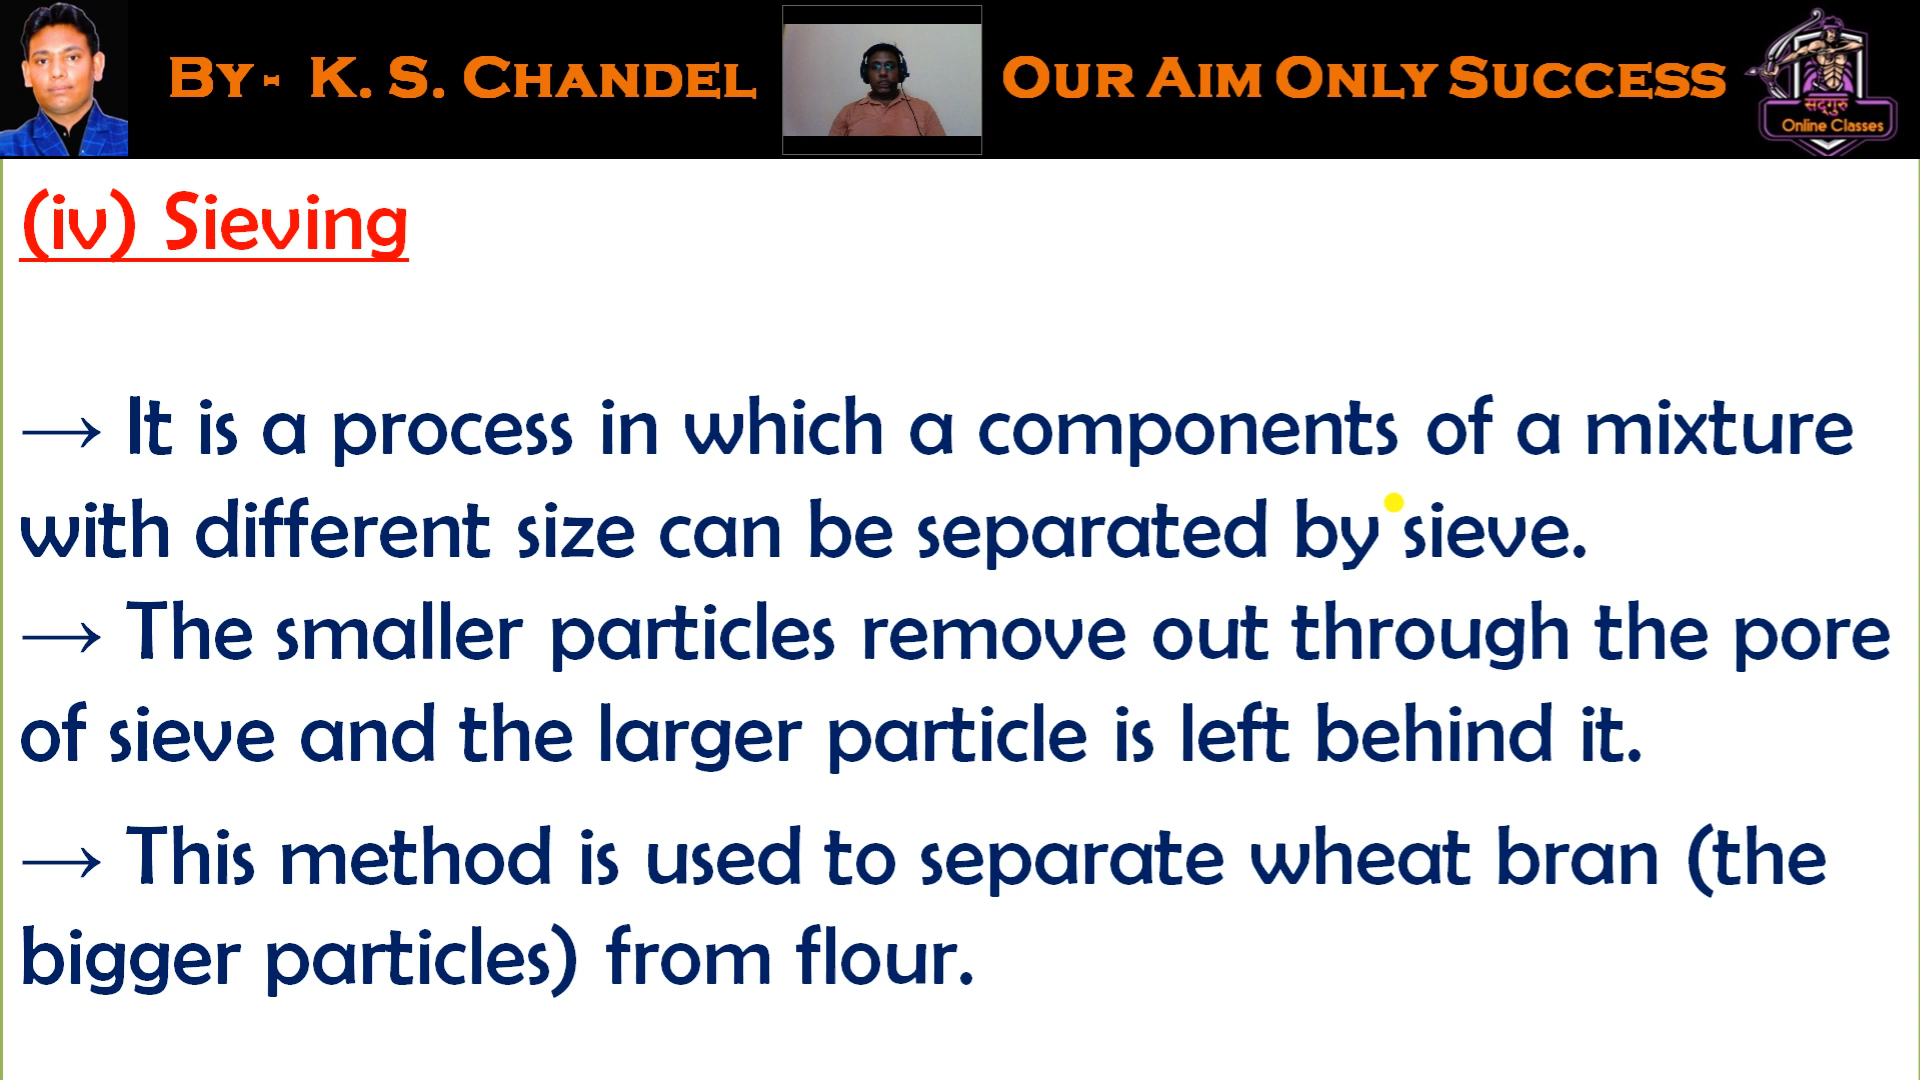 BY - K. S. CHANDEL
OUR AIM ONLY SUCCESS
सद्गुरु
Online Classes
(iv) Sieving
→ It is a process in which a components of a mixture
with different size can be separated by sieve.
→ The smaller particles remove out through the pore
of sieve and the larger particle is left behind it.
→ This method is used to separate wheat bran (the
bigger particles) from flour.